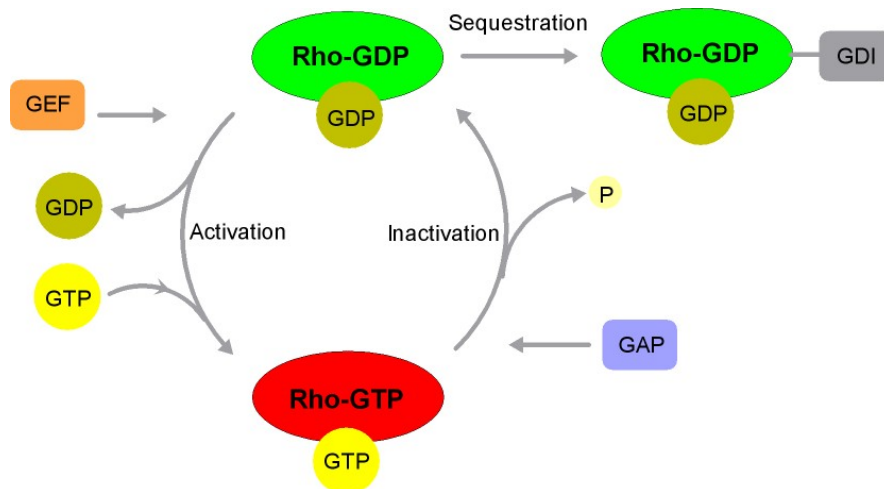 Sequestration
Rho-GDP
Rho-GDP
GDI
GEF
GDP
GDP
GDP
P
Activation
Inactivation
GTP
GAP
Rho-GTP
GTP